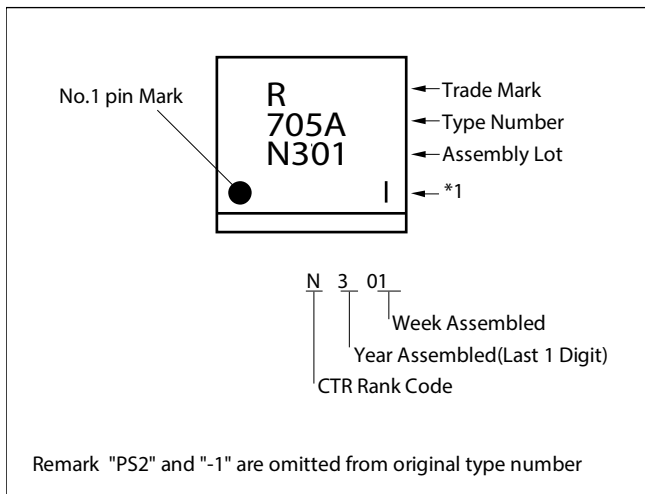 No.1 pin Mark
R
705A
N301
I
Trade Mark
Type Number
Assembly Lot
*1
N 3 01
Week Assembled
Year Assembled(Last 1 Digit)
CTR Rank Code
Remark "PS2" and "-1" are omitted from original type number